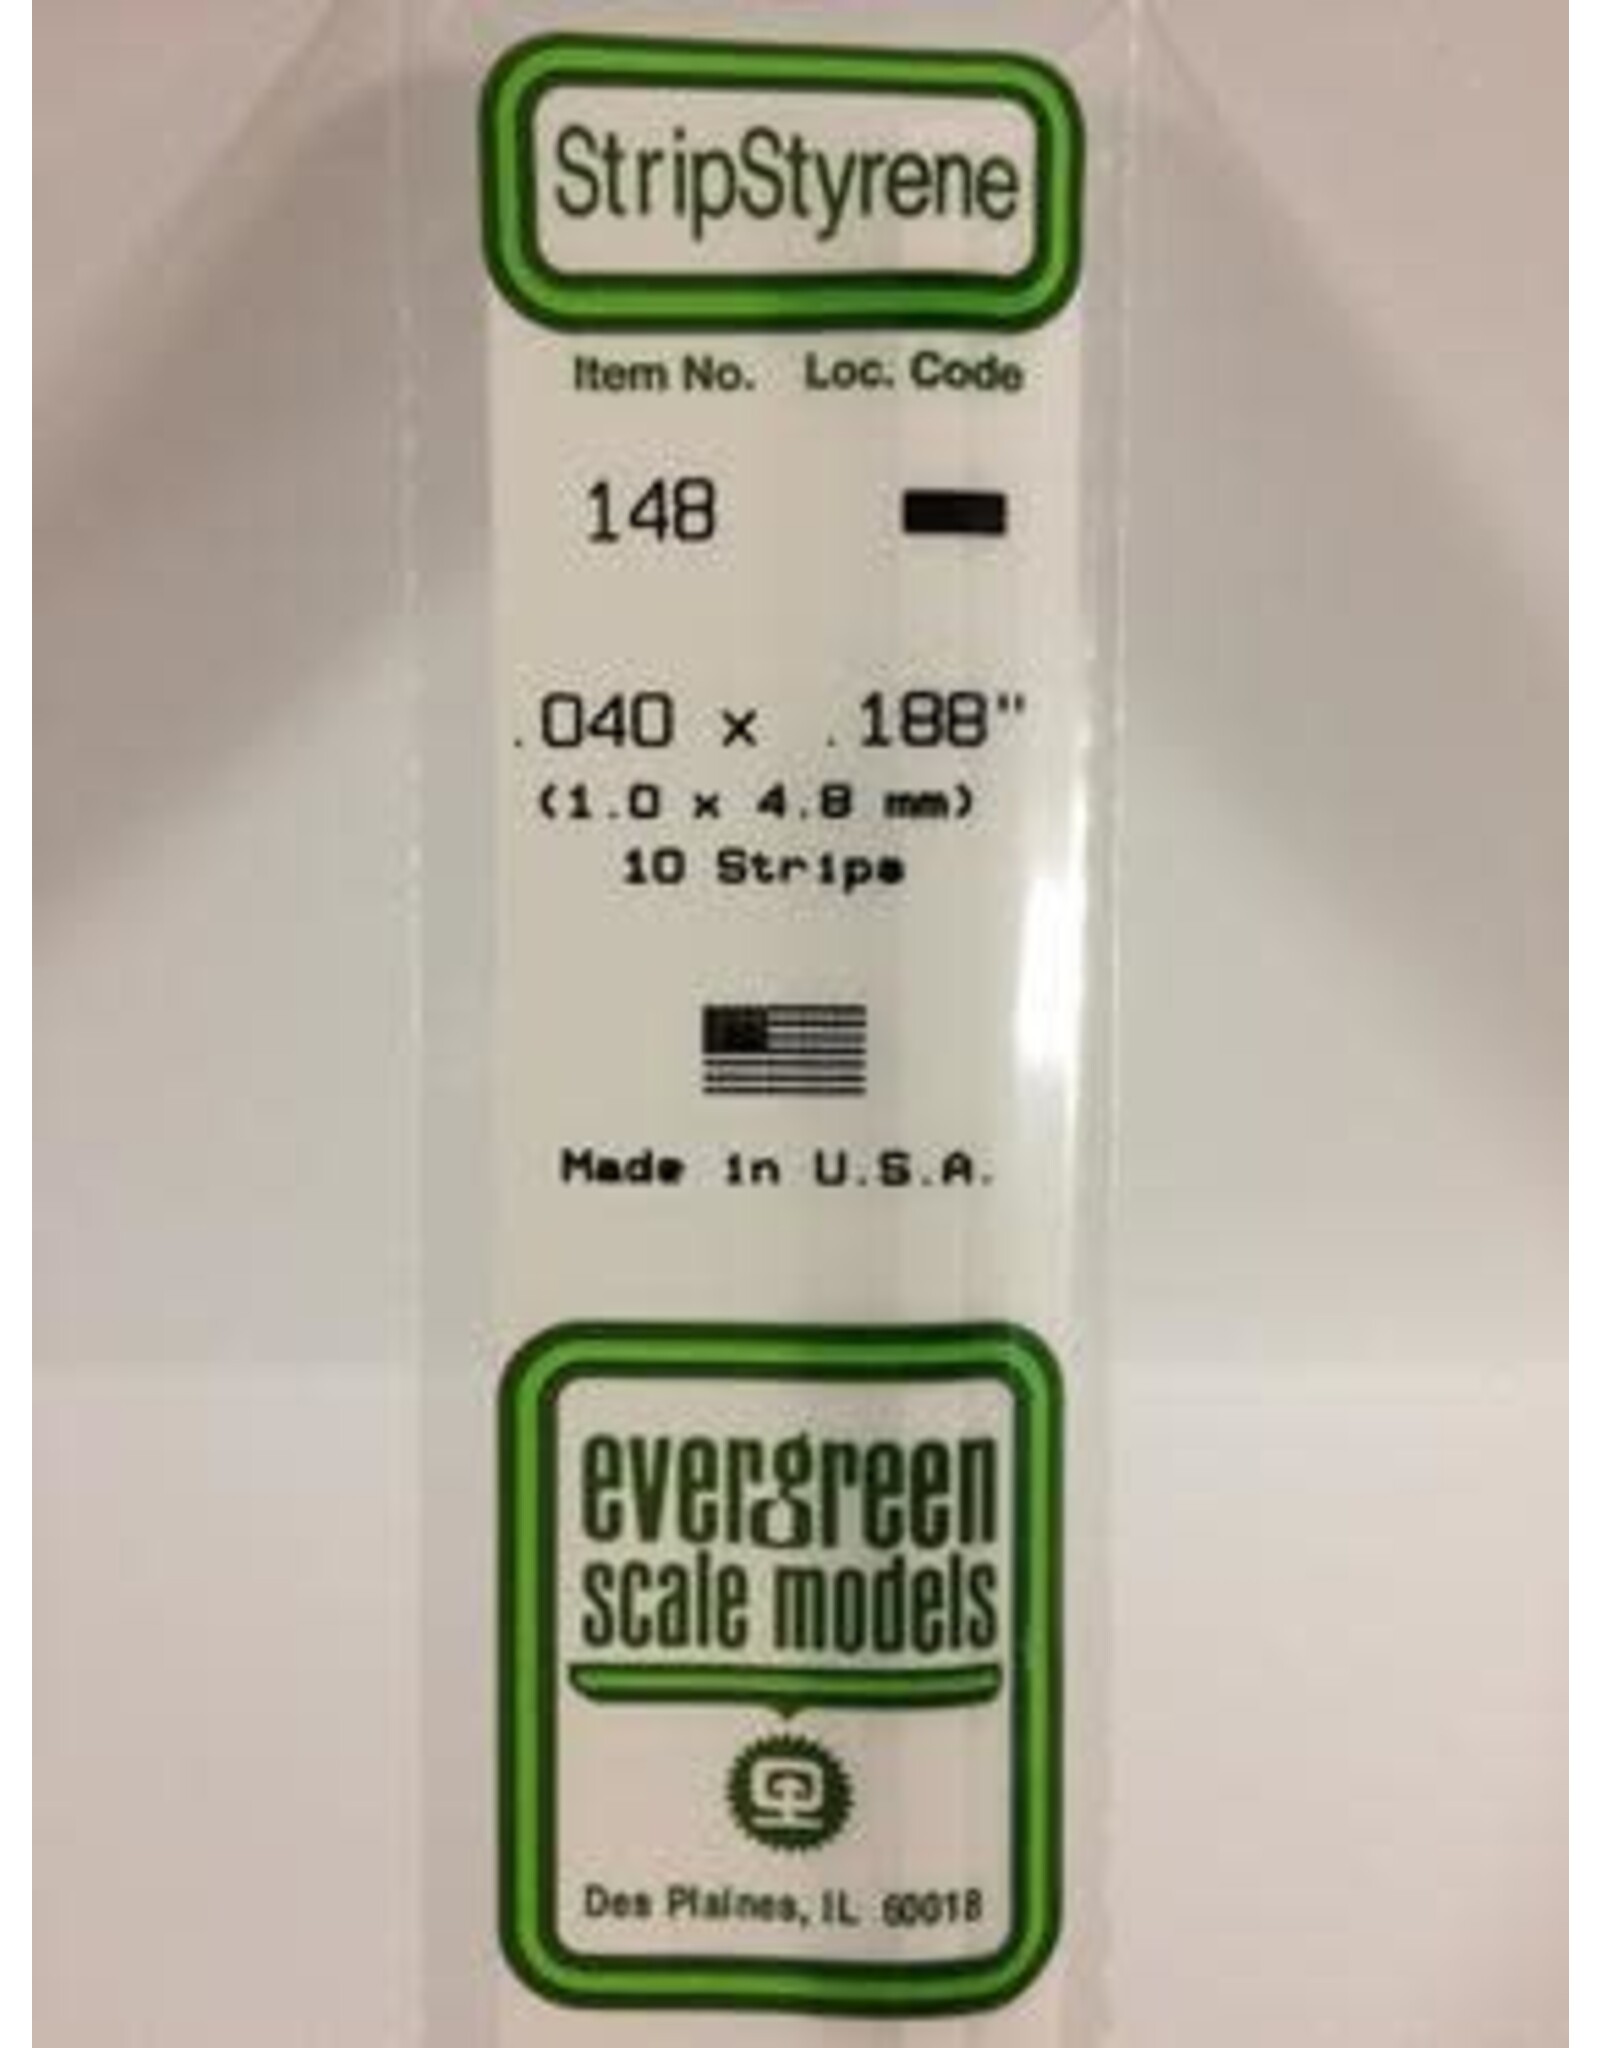 StripStyrene
Item No. Loc. Code
148
.040 x .188"
(1.0 x 4.8 mm)
10 Strips
Made in U.S.A.
evergreen
scale models
Des Plaines, IL 60018